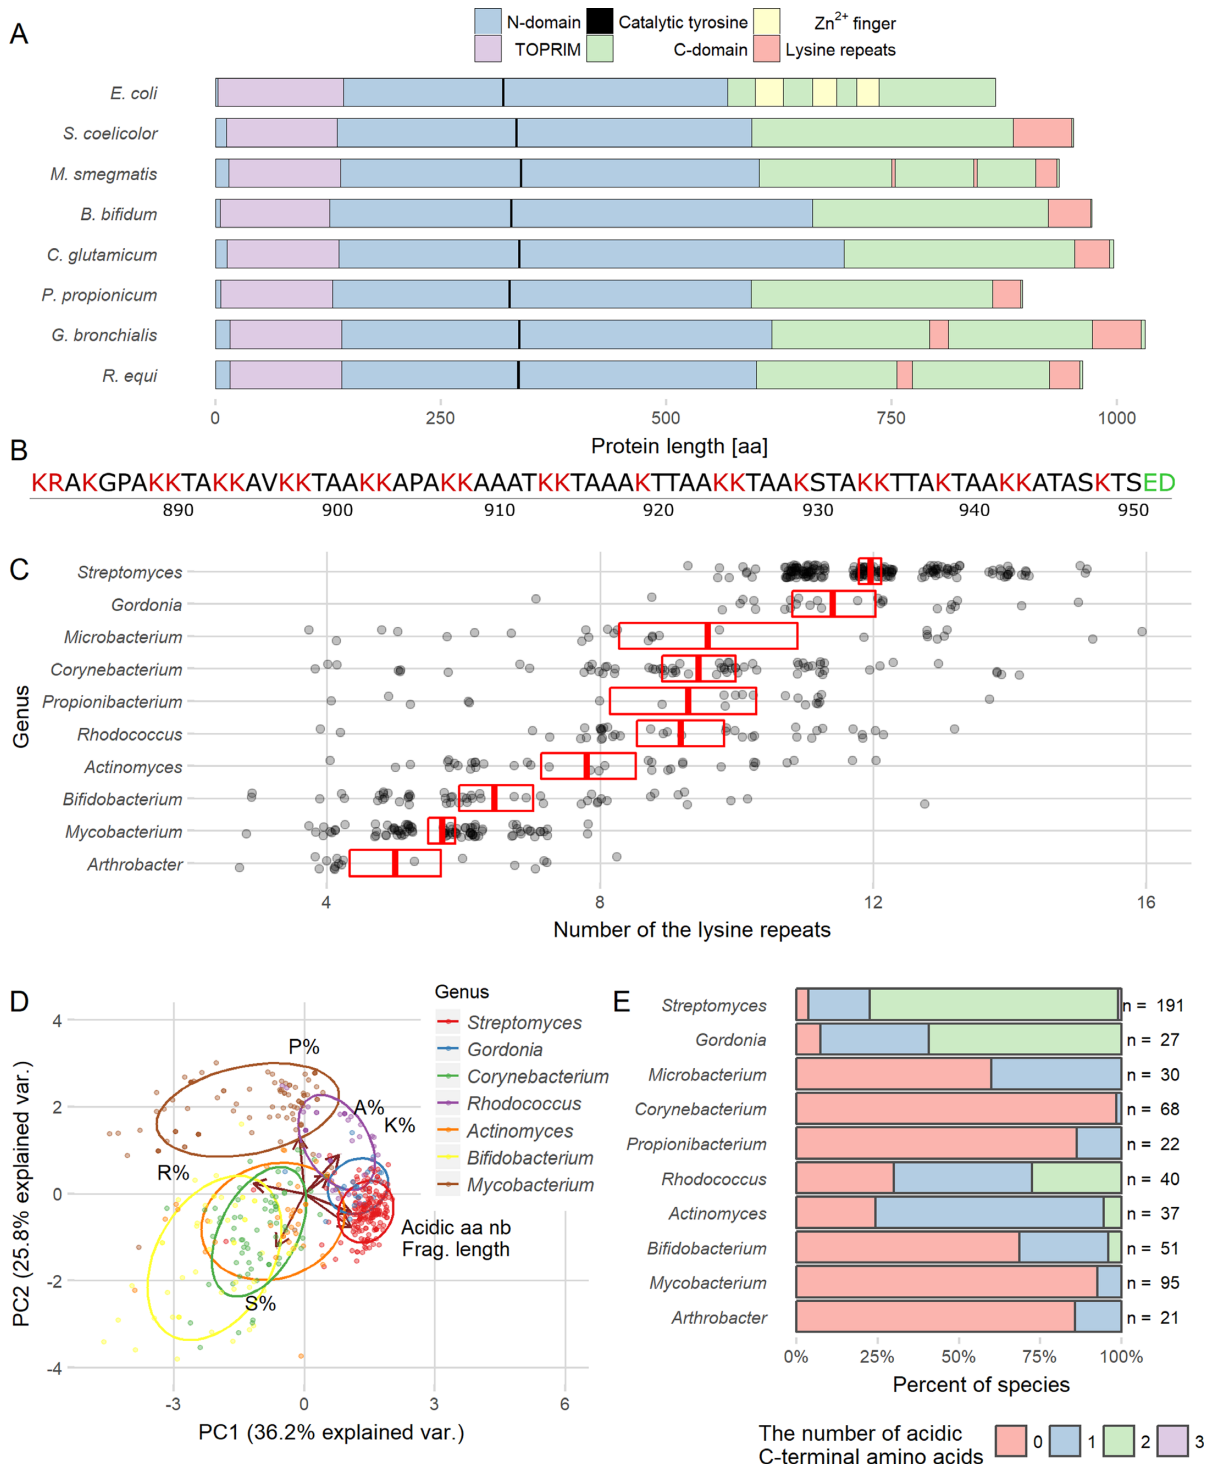 A
N-domain Catalytic tyrosine Zn2+ finger
TOPRIM C-domain Lysine repeats
E. coli
S. coelicolor
M. smegmatis
B. bifidum
C. glutamicum
P. propionicum
G. bronchialis
R. equi
0 250 500 750 1000
Protein length [aa]
B
KRAKGPAKKTAKKAVKKTAAKKAPAKKAAATKKTAAAKTTAAKKTAAKSTAKKTTAKTAAKKATASKTSED
890 900 910 920 930 940 950
C
Genus
Streptomyces
Gordonia
Microbacterium
Corynebacterium
Propionibacterium
Rhodococcus
Actinomyces
Bifidobacterium
Mycobacterium
Arthrobacter
4 8 12 16
Number of the lysine repeats
D
PC2 (25.8% explained var.)
4
2
0
-2
-4
P%
A%
K%
R%
Acidic aa nb
Frag. length
S%
-3 0 3 6
PC1 (36.2% explained var.)
Genus
Streptomyces
Gordonia
Corynebacterium
Rhodococcus
Actinomyces
Bifidobacterium
Mycobacterium
E
Streptomyces n = 191
Gordonia n = 27
Microbacterium n = 30
Corynebacterium n = 68
Propionibacterium n = 22
Rhodococcus n = 40
Actinomyces n = 37
Bifidobacterium n = 51
Mycobacterium n = 95
Arthrobacter n = 21
0% 25% 50% 75% 100%
Percent of species
The number of acidic
C-terminal amino acids
0 1 2 3